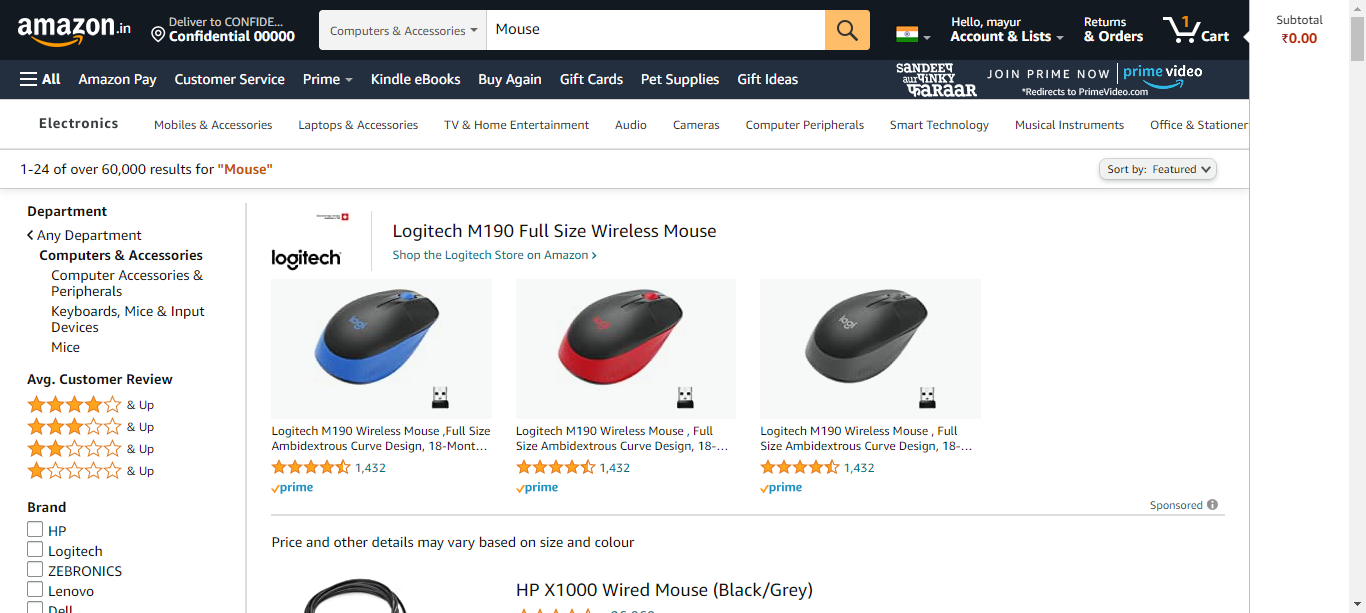 amazon.in
Deliver to CONFIDE...
Confidential 00000
Computers & Accessories
Mouse
Hello, mayur
Account & Lists
Returns
& Orders
1
Cart
Subtotal
₹0.00
All
Amazon Pay
Customer Service
Prime
Kindle eBooks
Buy Again
Gift Cards
Pet Supplies
Gift Ideas
SANDEEP
AUR PINKY
FARAAR
JOIN PRIME NOW
prime video
*Redirects to PrimeVideo.com
Electronics
Mobiles & Accessories
Laptops & Accessories
TV & Home Entertainment
Audio
Cameras
Computer Peripherals
Smart Technology
Musical Instruments
Office & Stationer
1-24 of over 60,000 results for "Mouse"
Sort by: Featured
Department
Any Department
Computers & Accessories
Computer Accessories &
Peripherals
Keyboards, Mice & Input
Devices
Mice
Avg. Customer Review
& Up
& Up
& Up
& Up
Brand
HP
Logitech
ZEBRONICS
Lenovo
Dell
logitech
Logitech M190 Full Size Wireless Mouse
Shop the Logitech Store on Amazon ›
logi
logi
logi
Logitech M190 Wireless Mouse ,Full Size
Ambidextrous Curve Design, 18-Mont...
1,432
prime
Logitech M190 Wireless Mouse , Full
Size Ambidextrous Curve Design, 18-...
1,432
prime
Logitech M190 Wireless Mouse , Full
Size Ambidextrous Curve Design, 18-...
1,432
prime
Sponsored
Price and other details may vary based on size and colour
HP X1000 Wired Mouse (Black/Grey)